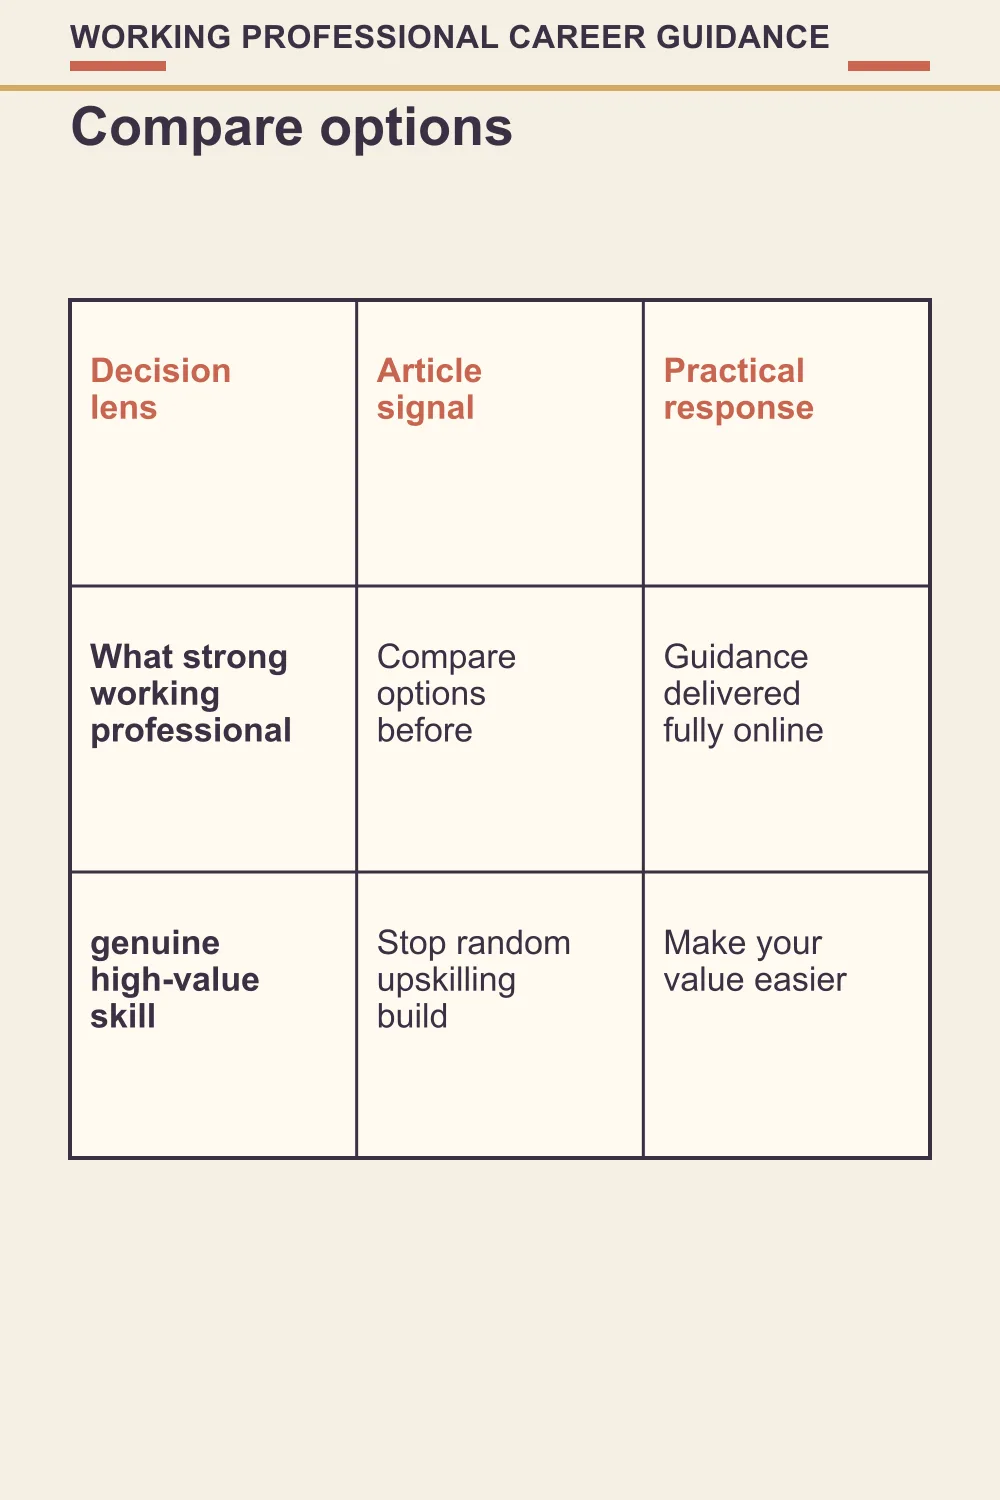 WORKING PROFESSIONAL CAREER GUIDANCE
Compare options
Decision
lens
Article
signal
Practical
response
What strong
working
professional
Compare
options
before
Guidance
delivered
fully online
genuine
high-value
skill
Stop random
upskilling
build
Make your
value easier